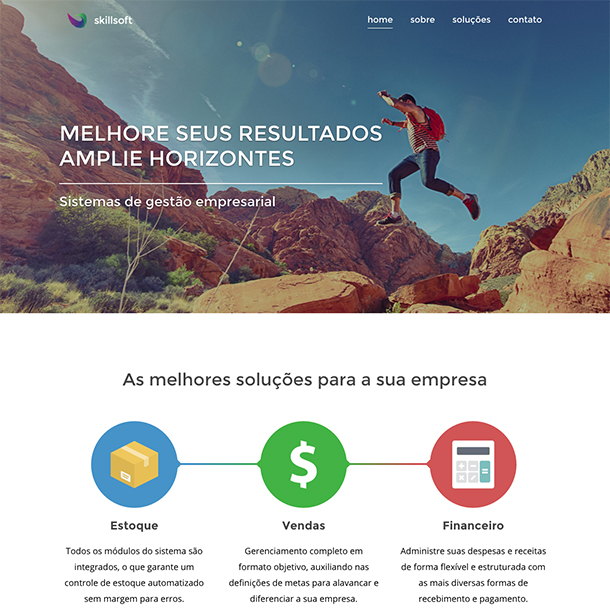 skillsoft
home sobre soluções contato
MELHORE SEUS RESULTADOS
AMPLIE HORIZONTES
Sistemas de gestão empresarial
As melhores soluções para a sua empresa
$
Estoque
Todos os módulos do sistema são
integrados, o que garante um
controle de estoque automatizado
sem margem para erros.
Vendas
Gerenciamento completo em
formato objetivo, auxiliando nas
definições de metas para alavancar e
diferenciar a sua empresa.
Financeiro
Administre suas despesas e receitas
de forma flexível e estruturada com
as mais diversas formas de
recebimento e pagamento.